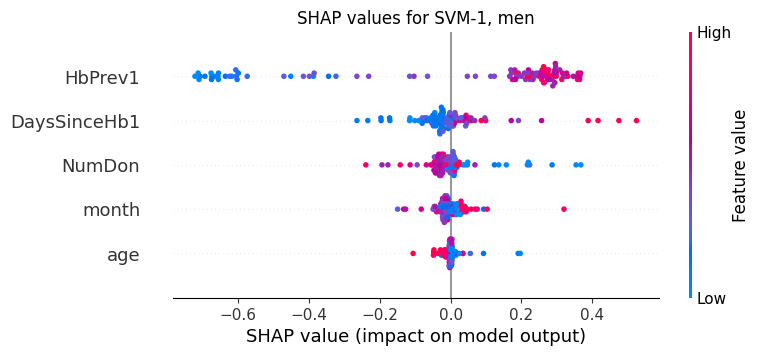 SHAP values for SVM-1, men
High
HbPrev1
DaysSinceHb1
NumDon
month
age
Feature value
Low
−0.6 −0.4 −0.2 0.0 0.2 0.4
SHAP value (impact on model output)